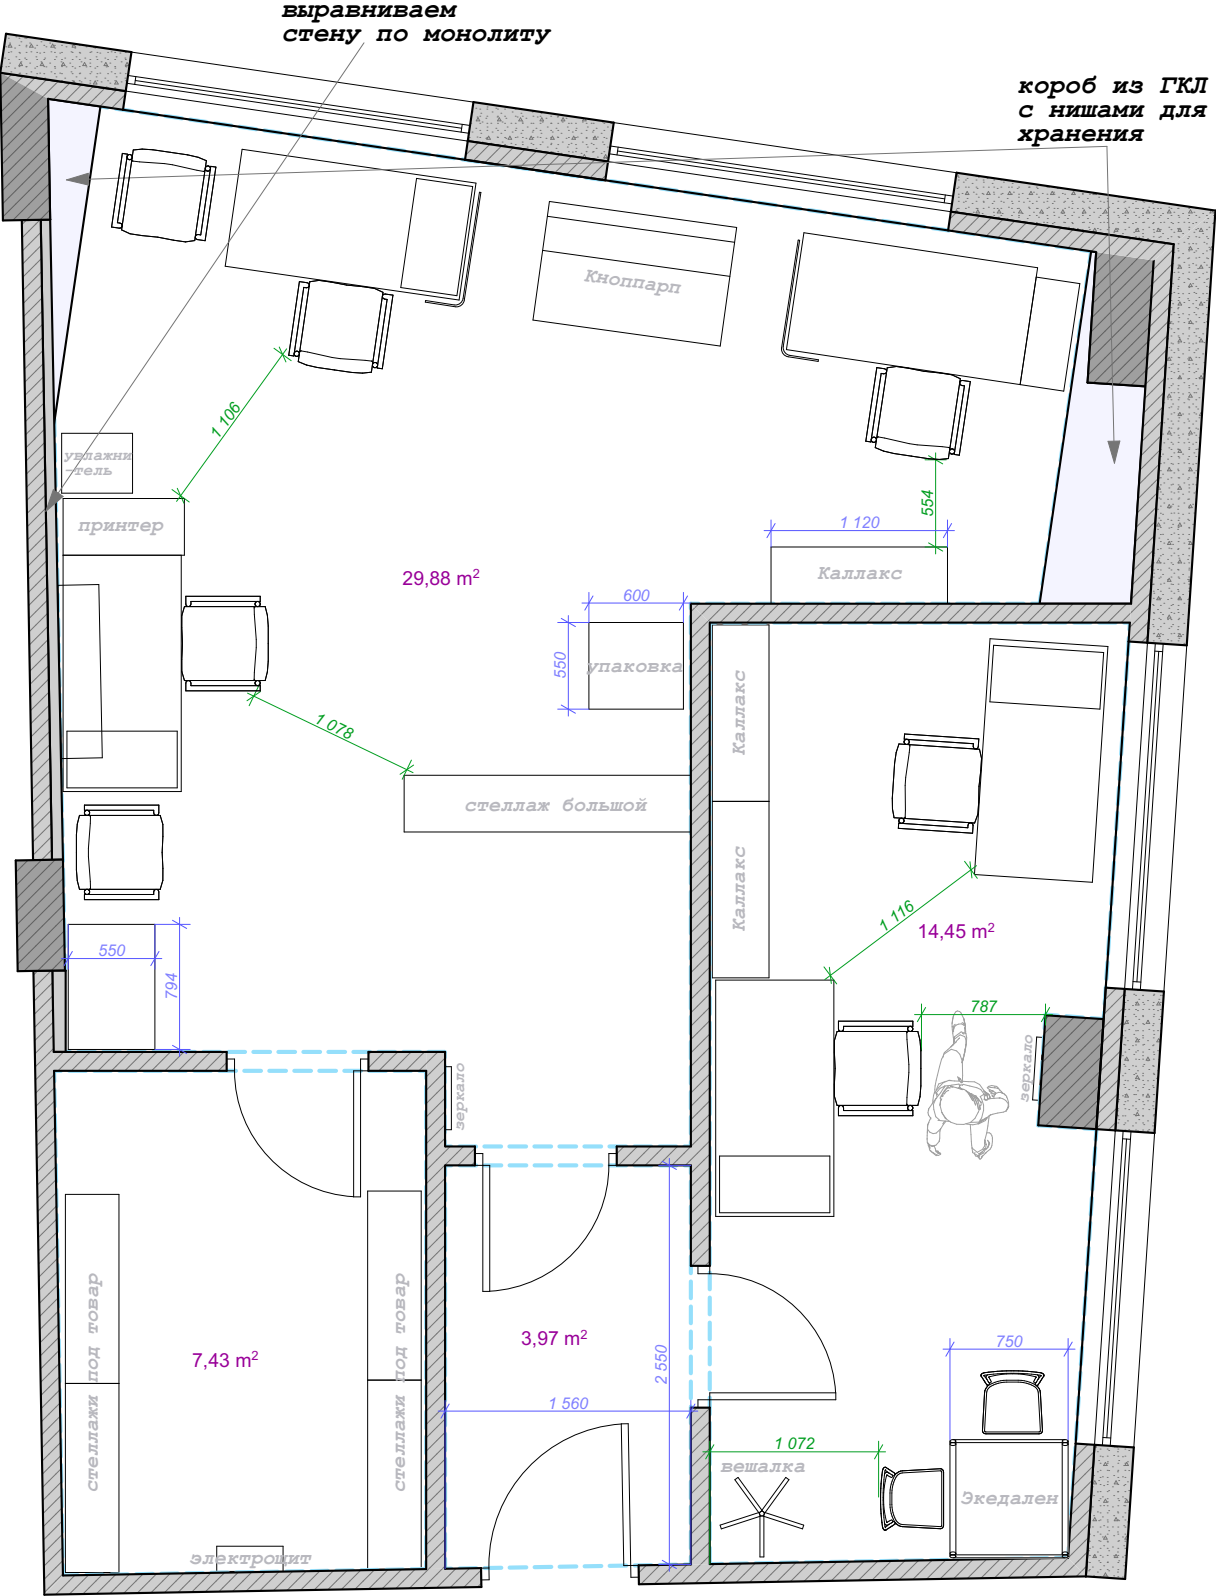 выравниваем
стену по монолиту
короб из ГКЛ
с нишами для
хранения
Кноппарп
1 106
увлажни
-тель
принтер
554
1 120
Каллакс
29,88 m²
600
550
упаковка
1 078
стеллаж большой
Каллакс
Каллакс
1 116
14,45 m²
550
794
787
зеркало
зеркало
стеллажи под товар
стеллажи под товар
7,43 m²
3,97 m²
2 550
1 560
750
1 072
вешалка
Экедален
электрощит